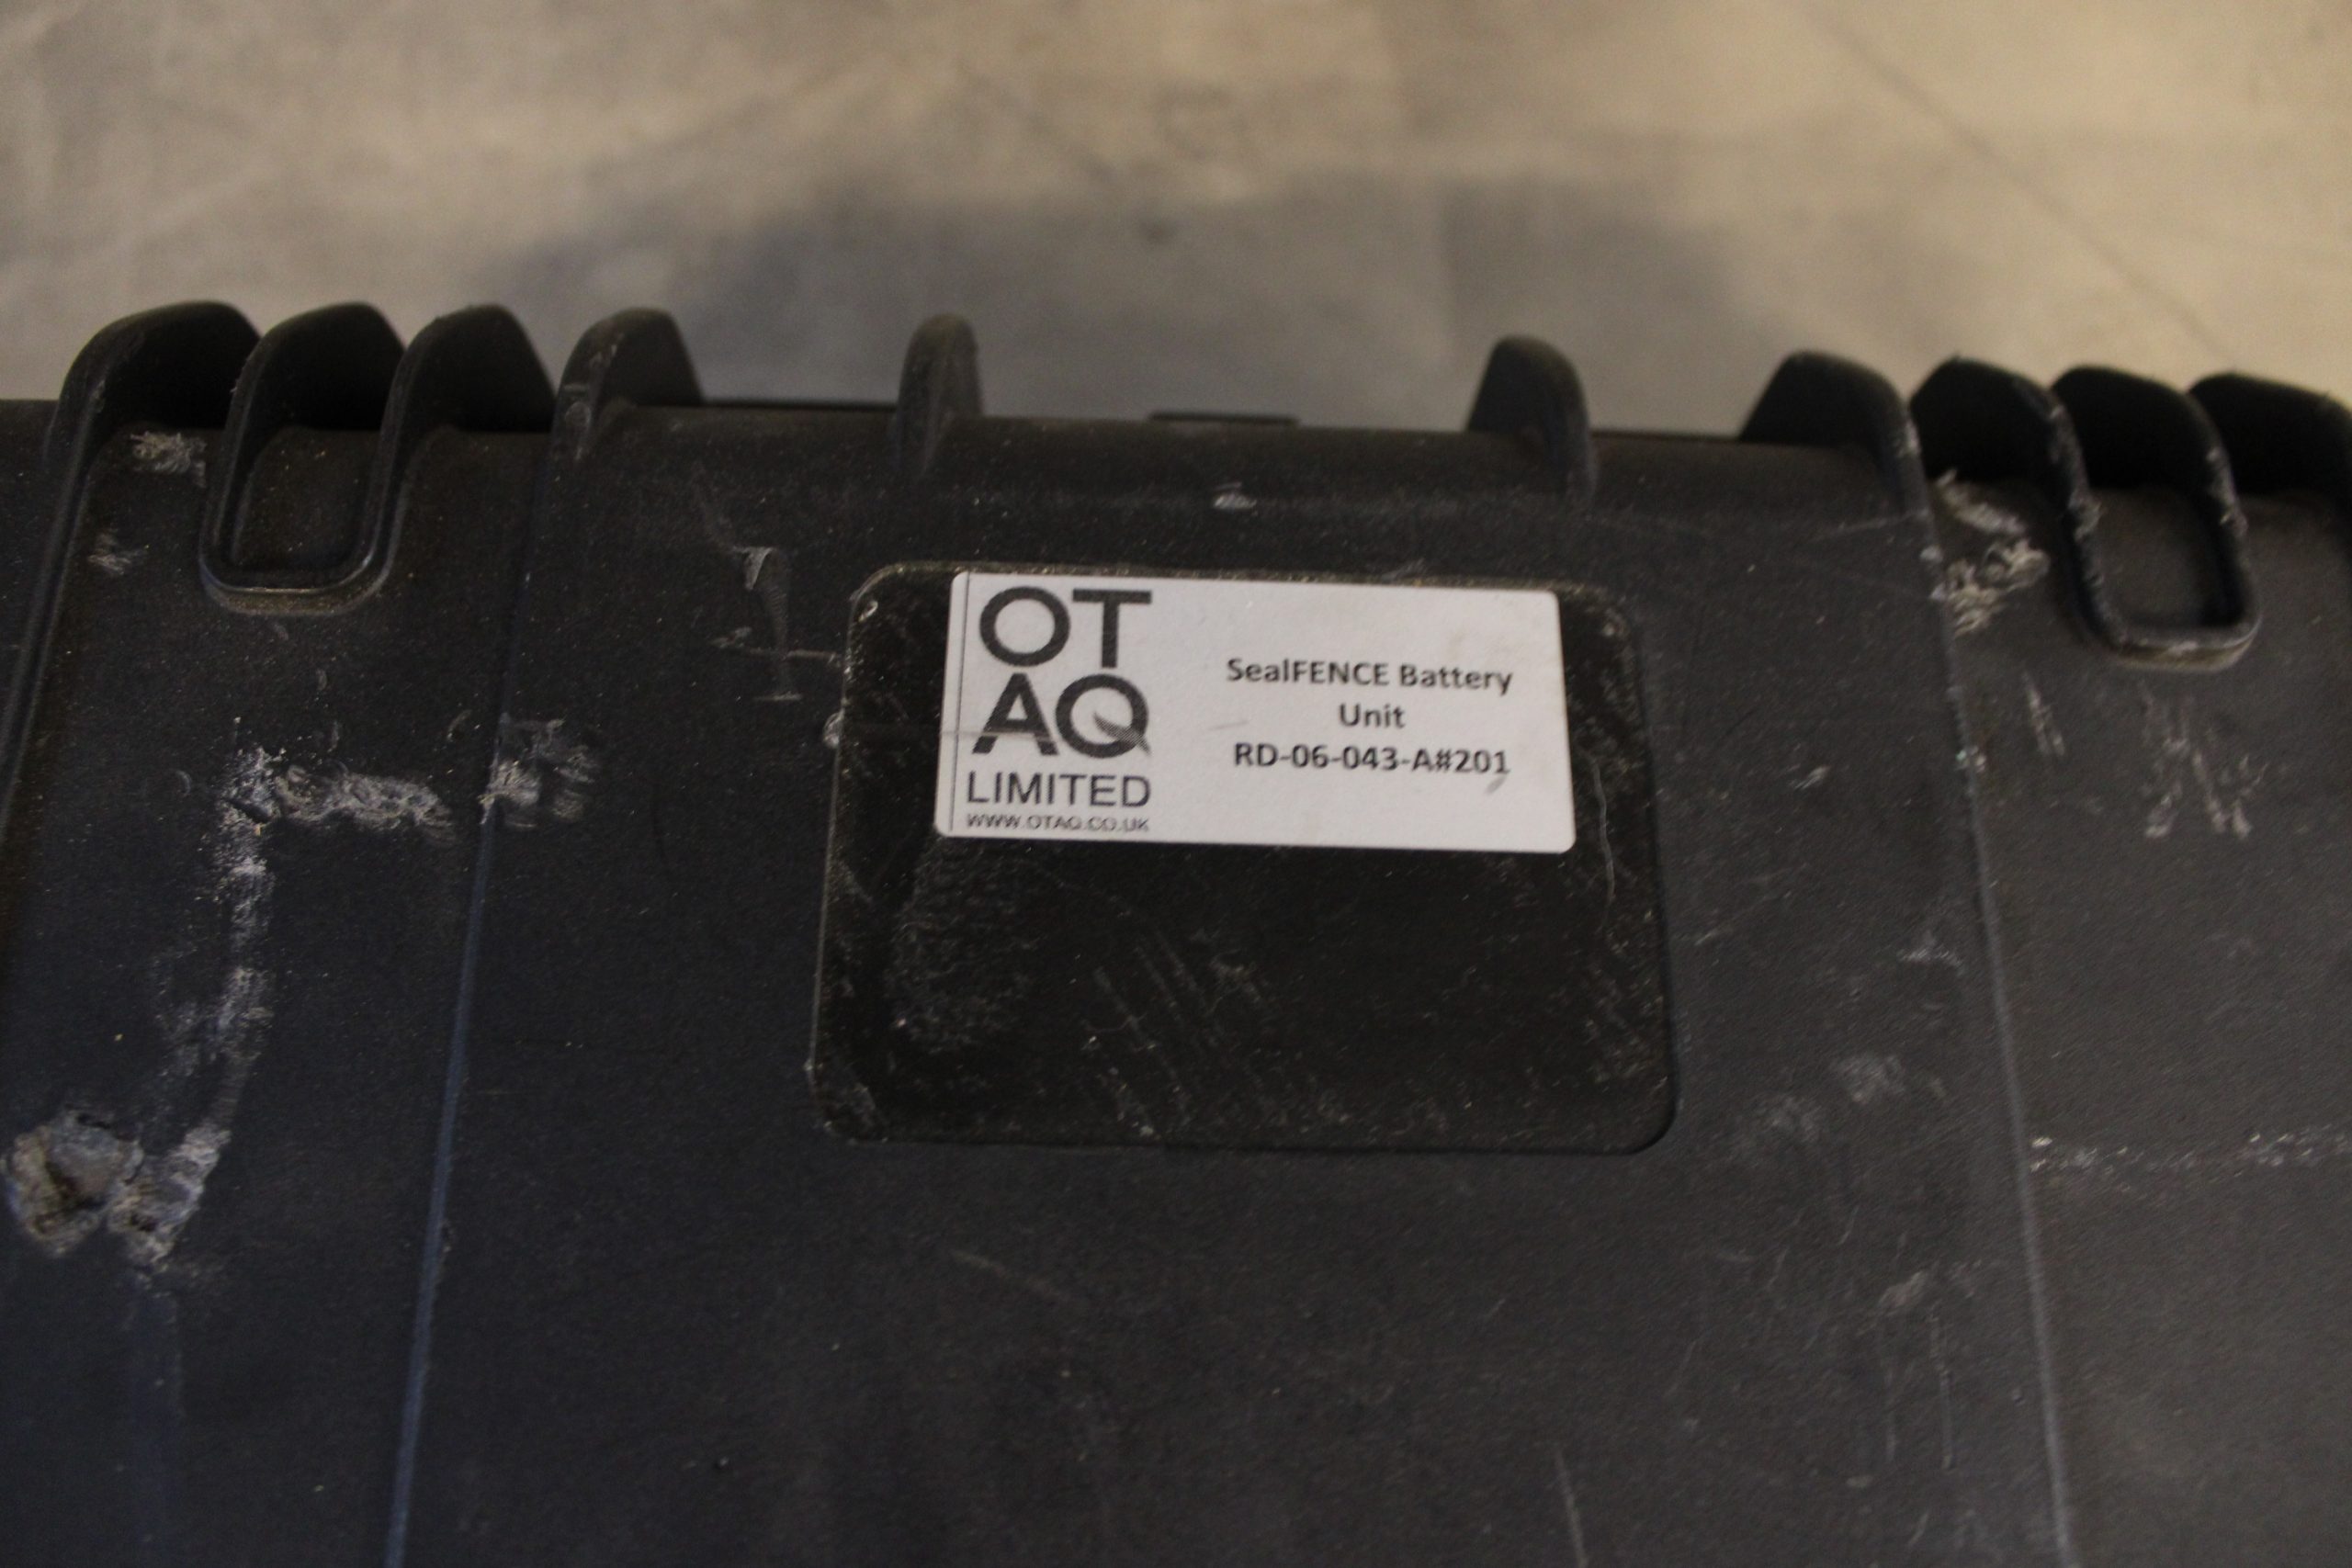 OT
AQ
LIMITED
WWW.OTAQ.CO.UK
SealFENCE Battery
Unit
RD-06-043-A#201